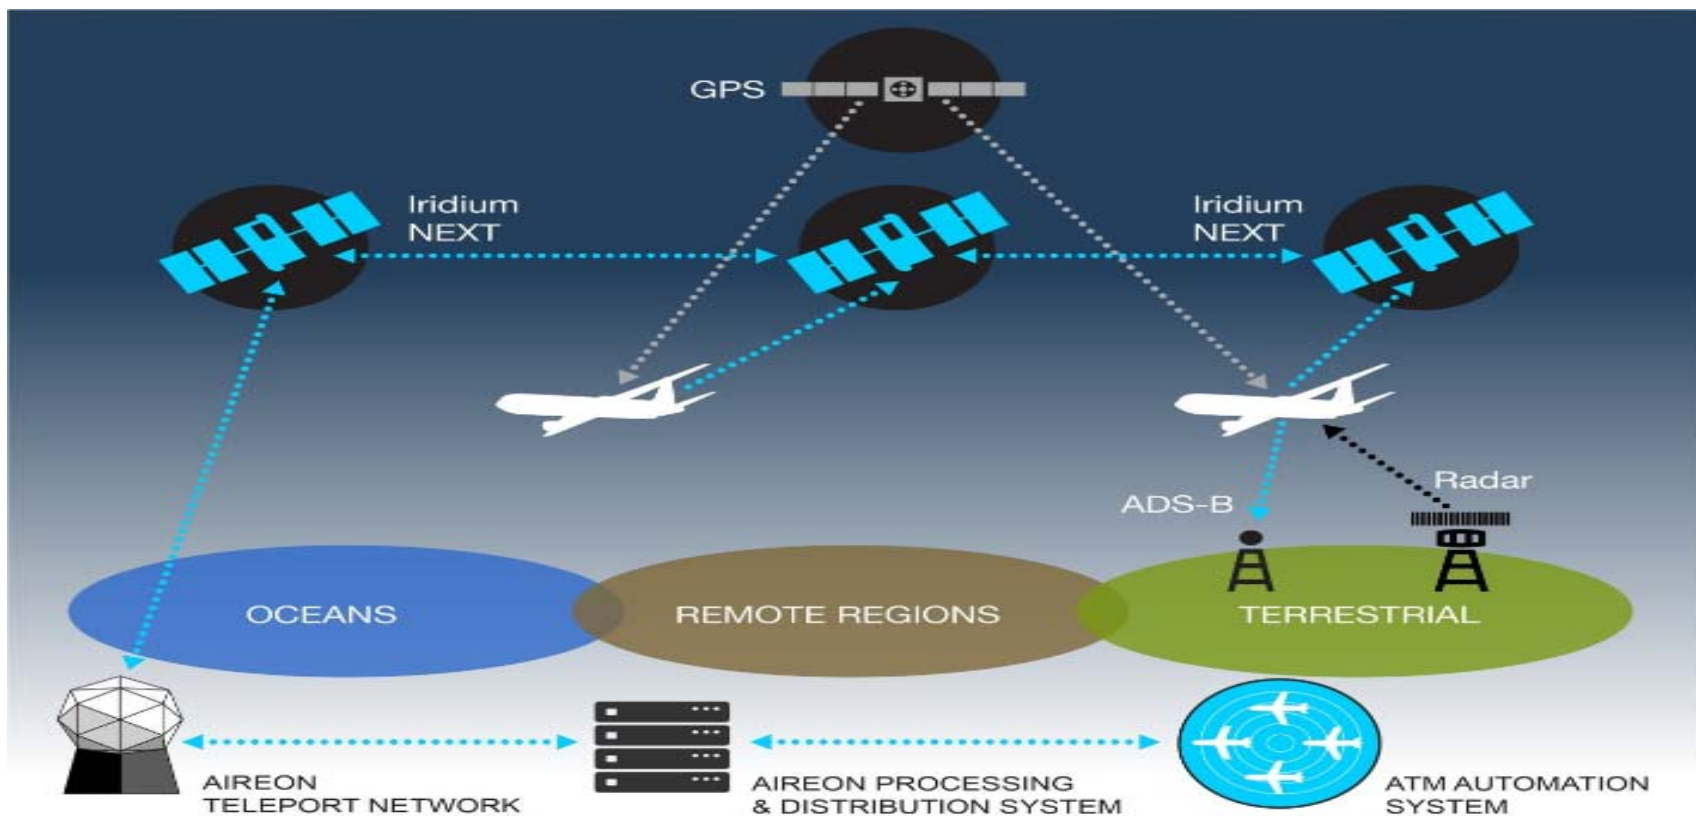 GPS
Iridium
NEXT
Iridium
NEXT
Radar
ADS-B
OCEANS
REMOTE REGIONS
TERRESTRIAL
AIREON
TELEPORT NETWORK
AIREON PROCESSING
& DISTRIBUTION SYSTEM
ATM AUTOMATION
SYSTEM